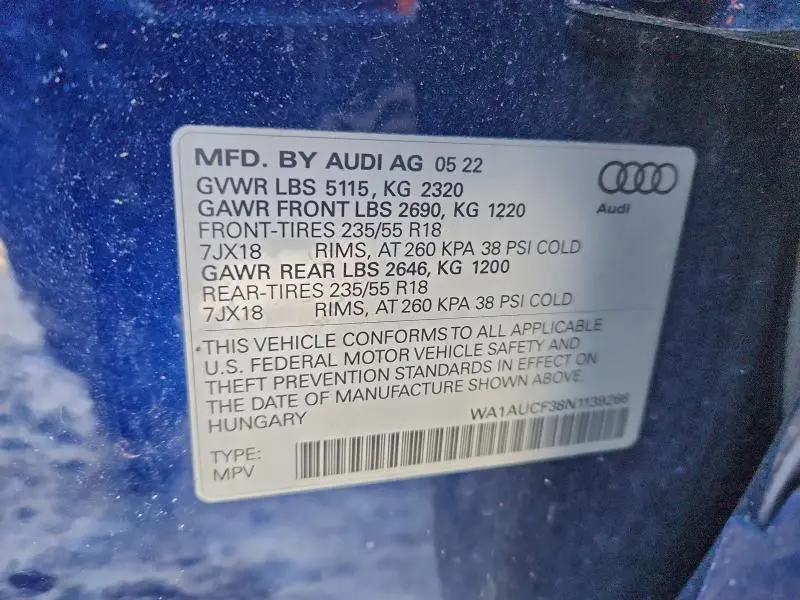 MFD. BY AUDI AG 05 22
GVWR LBS 5115, KG 2320
GAWR FRONT LBS 2690, KG 1220
FRONT-TIRES 235/55 R18
7JX18 RIMS, AT 260 KPA 38 PSI COLD
GAWR REAR LBS 2646, KG 1200
REAR-TIRES 235/55 R18
7JX18 RIMS, AT 260 KPA 38 PSI COLD
Audi
THIS VEHICLE CONFORMS TO ALL APPLICABLE
U.S. FEDERAL MOTOR VEHICLE SAFETY AND
THEFT PREVENTION STANDARDS IN EFFECT ON
THE DATE OF MANUFACTURE SHOWN ABOVE.
HUNGARY
WA1AUCF38N1139266
TYPE:
MPV